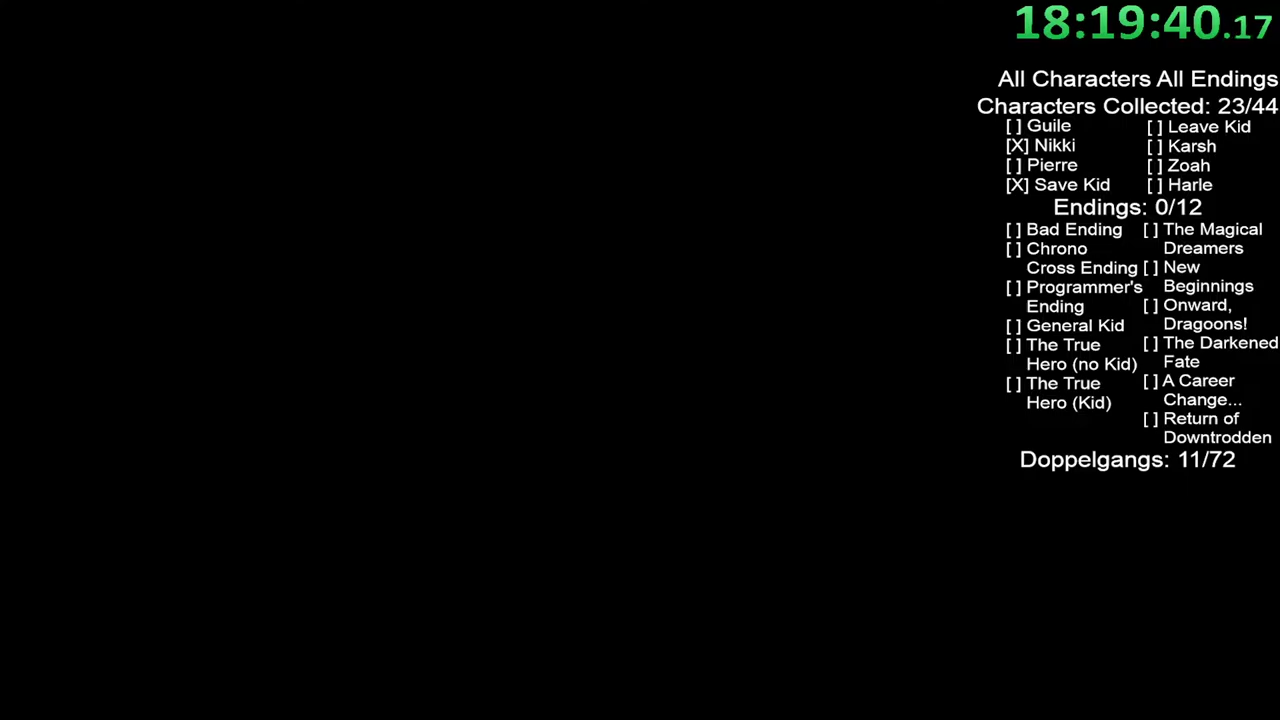 18:19:40.17
All Characters All Endings
Characters Collected: 23/44
[ ] Guile
[X] Nikki
[ ] Pierre
[X] Save Kid
[ ] Leave Kid
[ ] Karsh
[ ] Zoah
[ ] Harle
Endings: 0/12
[ ] Bad Ending
[ ] Chrono
Cross Ending
[ ] Programmer's
Ending
[ ] General Kid
[ ] The True
Hero (no Kid)
[ ] The True
Hero (Kid)
[ ] The Magical
Dreamers
[ ] New
Beginnings
[ ] Onward,
Dragoons!
[ ] The Darkened
Fate
[ ] A Career
Change...
[ ] Return of
Downtrodden
Doppelgangs: 11/72